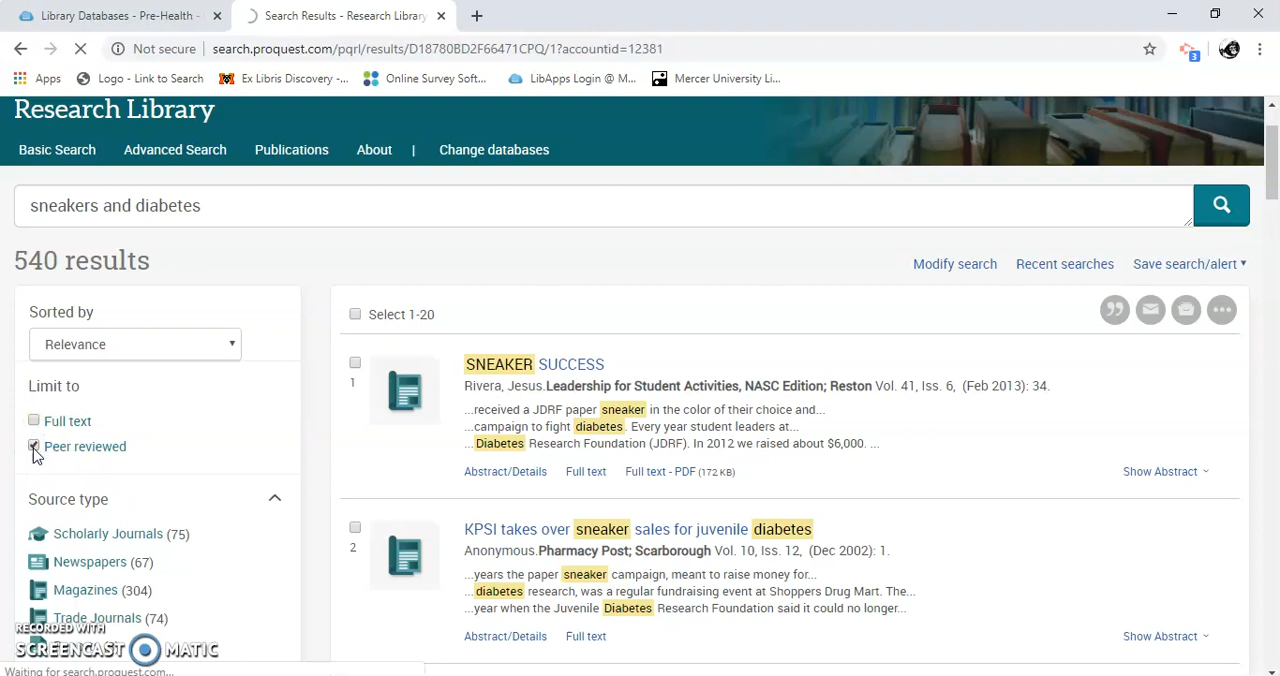 Library Databases - Pre-Health -
Search Results - Research Library
Not secure search.proquest.com/pqrl/results/D18780BD2F66471CPQ/1?accountid=12381
3
Apps Logo - Link to Search Ex Libris Discovery -... Online Survey Soft... LibApps Login @ M... Mercer University Li...
Research Library
Basic Search Advanced Search Publications About | Change databases
sneakers and diabetes
540 results
Modify search Recent searches Save search/alert
Sorted by
Relevance
Limit to
Full text
Peer reviewed
Source type
Scholarly Journals (75)
Newspapers (67)
Magazines (304)
Trade Journals (74)
Select 1-20
1
SNEAKER SUCCESS
Rivera, Jesus.Leadership for Student Activities, NASC Edition; Reston Vol. 41, Iss. 6, (Feb 2013): 34.
...received a JDRF paper sneaker in the color of their choice and...
...campaign to fight diabetes. Every year student leaders at...
...Diabetes Research Foundation (JDRF). In 2012 we raised about $6,000. ...
Abstract/Details Full text Full text - PDF (172 KB) Show Abstract
2
KPSI takes over sneaker sales for juvenile diabetes
Anonymous.Pharmacy Post; Scarborough Vol. 10, Iss. 12, (Dec 2002): 1.
...years the paper sneaker campaign, meant to raise money for...
...diabetes research, was a regular fundraising event at Shoppers Drug Mart. The...
...year when the Juvenile Diabetes Research Foundation said it could no longer...
Abstract/Details Full text Show Abstract
RECORDED WITH
SCREENCAST MATIC
Waiting for search.proquest.com...